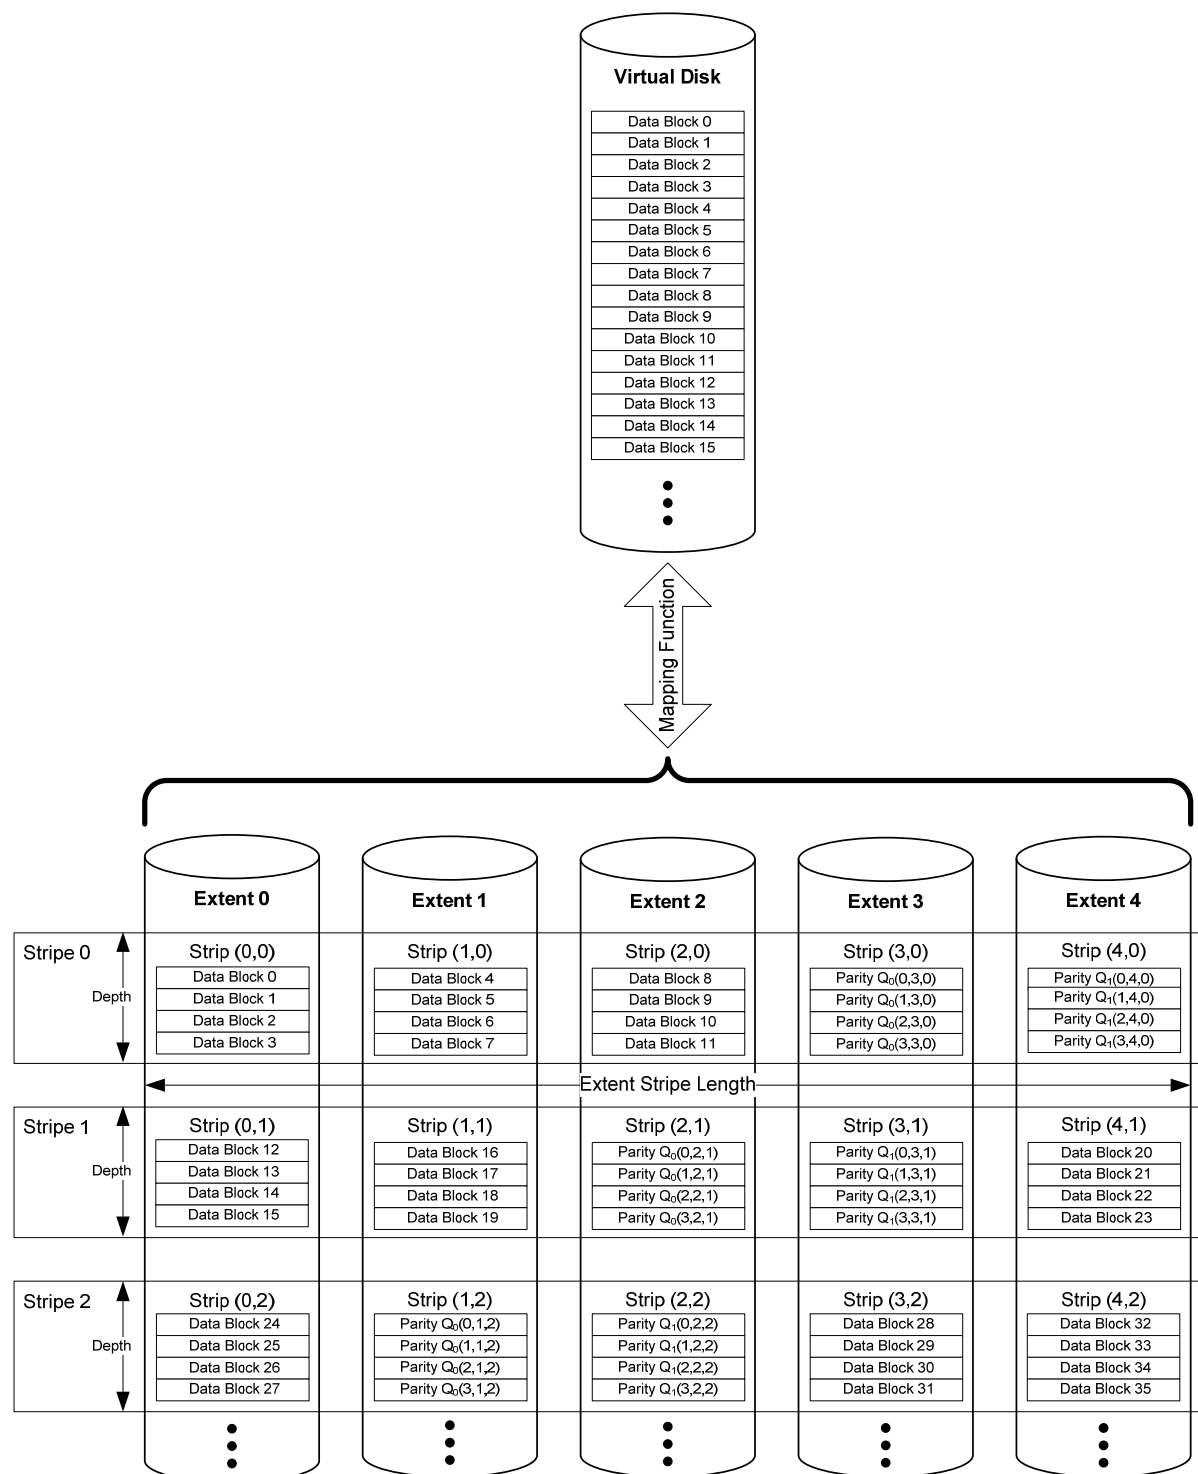 Virtual Disk
Data Block 0
Data Block 1
Data Block 2
Data Block 3
Data Block 4
Data Block 5
Data Block 6
Data Block 7
Data Block 8
Data Block 9
Data Block 10
Data Block 11
Data Block 12
Data Block 13
Data Block 14
Data Block 15
Mapping Function
Extent 0
Extent 1
Extent 2
Extent 3
Extent 4
Stripe 0
Depth
Strip (0,0)
Data Block 0
Data Block 1
Data Block 2
Data Block 3
Strip (1,0)
Data Block 4
Data Block 5
Data Block 6
Data Block 7
Strip (2,0)
Data Block 8
Data Block 9
Data Block 10
Data Block 11
Strip (3,0)
Parity Q₀(0,3,0)
Parity Q₀(1,3,0)
Parity Q₀(2,3,0)
Parity Q₀(3,3,0)
Strip (4,0)
Parity Q₁(0,4,0)
Parity Q₁(1,4,0)
Parity Q₁(2,4,0)
Parity Q₁(3,4,0)
Extent Stripe Length
Stripe 1
Depth
Strip (0,1)
Data Block 12
Data Block 13
Data Block 14
Data Block 15
Strip (1,1)
Data Block 16
Data Block 17
Data Block 18
Data Block 19
Strip (2,1)
Parity Q₀(0,2,1)
Parity Q₀(1,2,1)
Parity Q₀(2,2,1)
Parity Q₀(3,2,1)
Strip (3,1)
Parity Q₁(0,3,1)
Parity Q₁(1,3,1)
Parity Q₁(2,3,1)
Parity Q₁(3,3,1)
Strip (4,1)
Data Block 20
Data Block 21
Data Block 22
Data Block 23
Stripe 2
Depth
Strip (0,2)
Data Block 24
Data Block 25
Data Block 26
Data Block 27
Strip (1,2)
Parity Q₀(0,1,2)
Parity Q₀(1,1,2)
Parity Q₀(2,1,2)
Parity Q₀(3,1,2)
Strip (2,2)
Parity Q₁(0,2,2)
Parity Q₁(1,2,2)
Parity Q₁(2,2,2)
Parity Q₁(3,2,2)
Strip (3,2)
Data Block 28
Data Block 29
Data Block 30
Data Block 31
Strip (4,2)
Data Block 32
Data Block 33
Data Block 34
Data Block 35